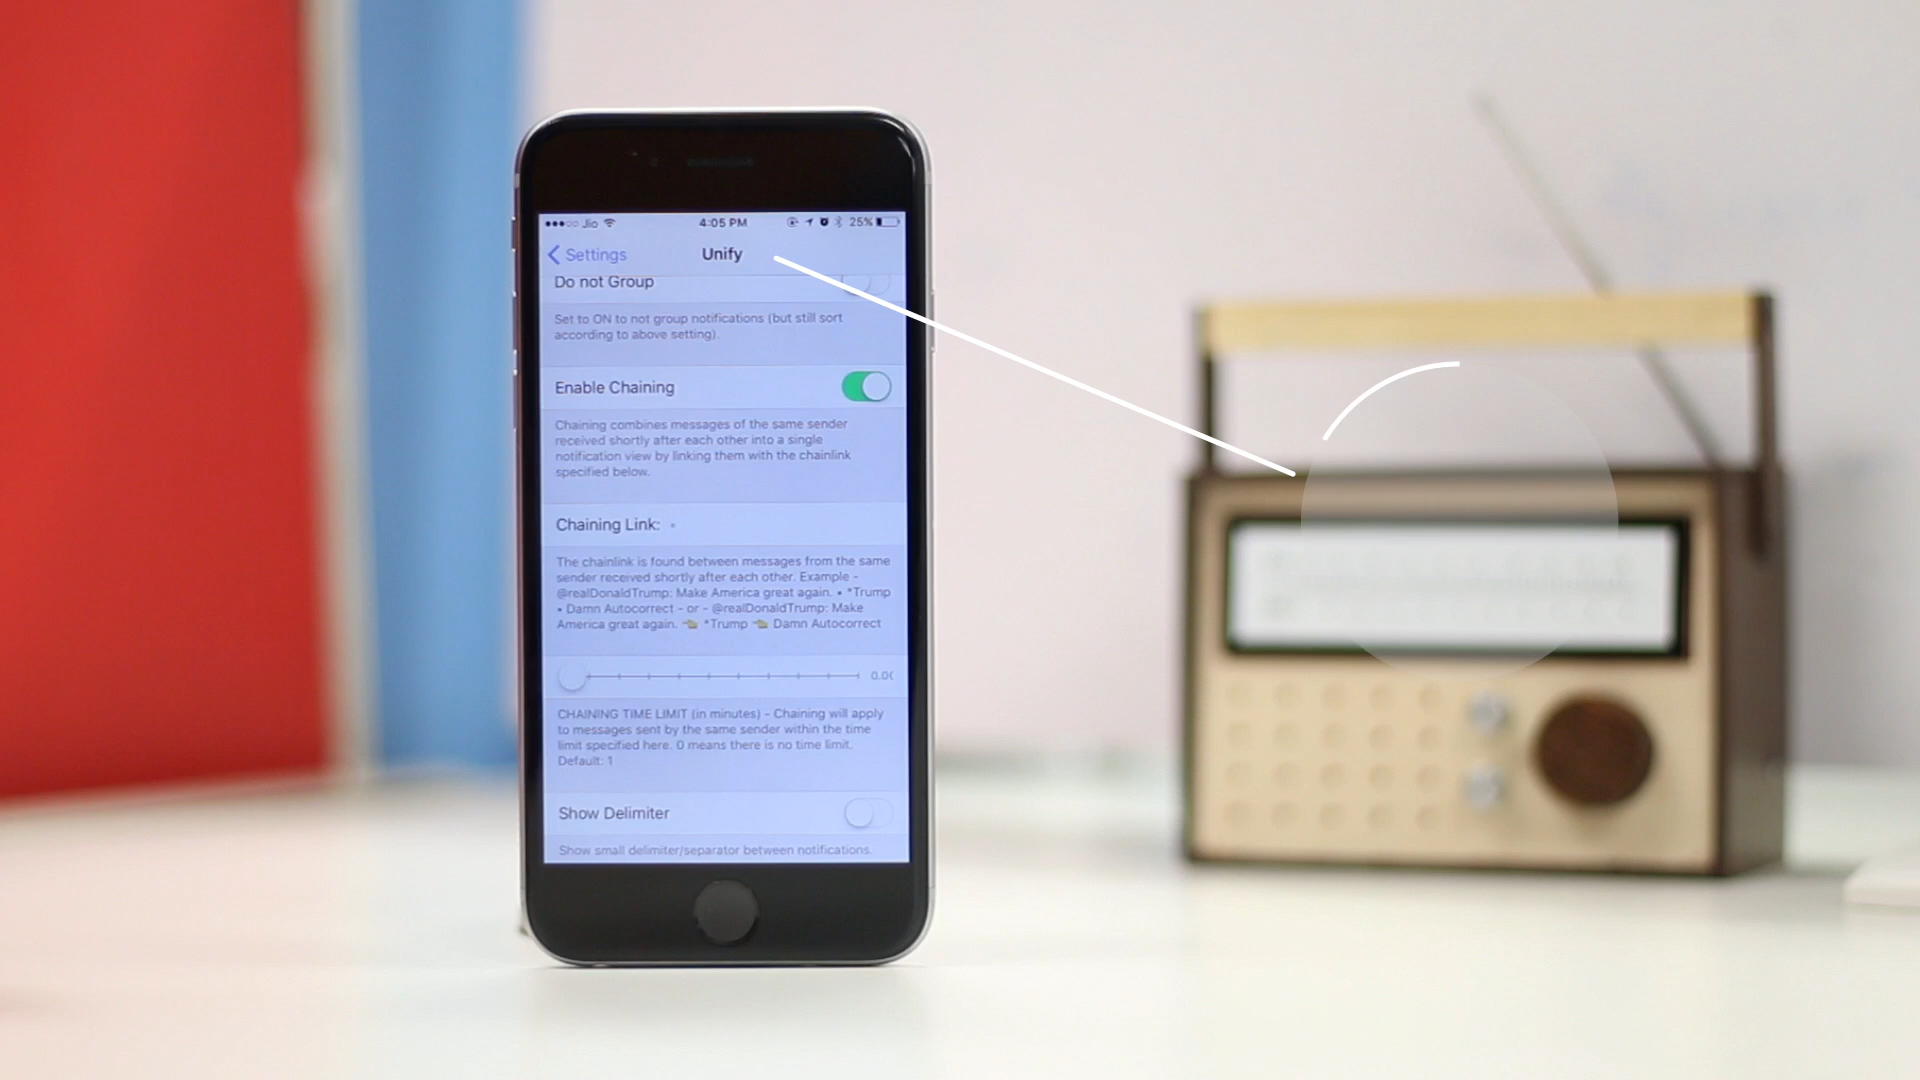 Jio 4:05 PM 25%
Settings Unify
Do not Group
Set to ON to not group notifications (but still sort
according to above setting).
Enable Chaining
Chaining combines messages of the same sender
received shortly after each other into a single
notification view by linking them with the chainlink
specified below.
Chaining Link: •
The chainlink is found between messages from the same
sender received shortly after each other. Example -
@realDonaldTrump: Make America great again. • *Trump
• Damn Autocorrect - or - @realDonaldTrump: Make
America great again. 👈 *Trump 👈 Damn Autocorrect
0.0
CHAINING TIME LIMIT (in minutes) - Chaining will apply
to messages sent by the same sender within the time
limit specified here. 0 means there is no time limit.
Default: 1
Show Delimiter
Show small delimiter/separator between notifications.